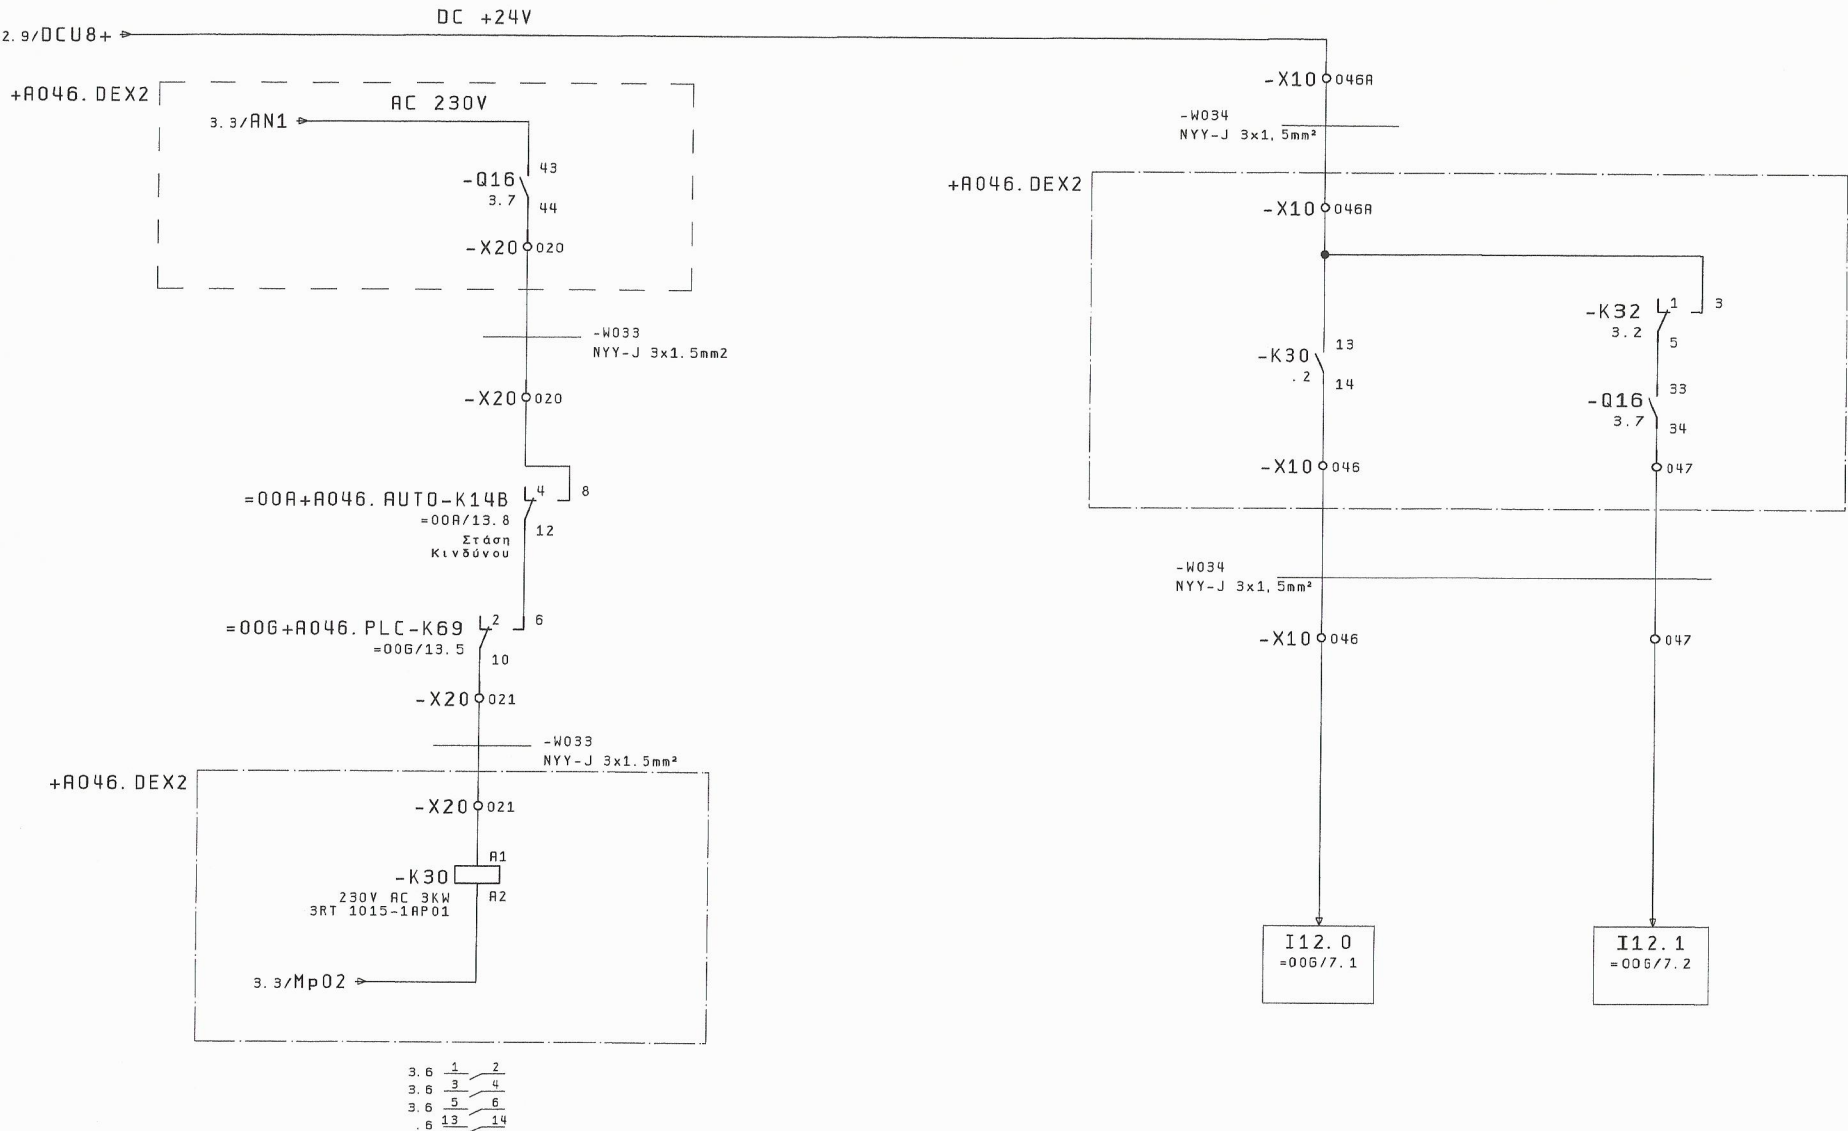 DC +24V
2.9/DCU8+
-X10 046A
+A046.DEX2
AC 230V
3.3/AN1
-W034
NYY-J 3x1,5mm²
43
-Q16
3.7
44
+A046.DEX2
-X10 046A
-X20 020
-K32 1 3
3.2
5
-W033
NYY-J 3x1.5mm2
13
-K30
.2
14
-X20 020
33
-Q16
3.7
34
-X10 046
047
=00A+A046.AUTO-K14B 4 8
=00A/13.8
12
Στάση
Κινδύνου
-W034
NYY-J 3x1,5mm²
=00G+A046.PLC-K69 2 6
=00G/13.5
10
-X10 046
047
-X20 021
-W033
NYY-J 3x1.5mm²
+A046.DEX2
-X20 021
A1
-K30
230V AC 3KW
A2
3RT 1015-1AP01
I12.0
=00G/7.1
I12.1
=00G/7.2
3.3/Mp02
3.6 1 2
3.6 3 4
3.6 5 6
.6 13 14